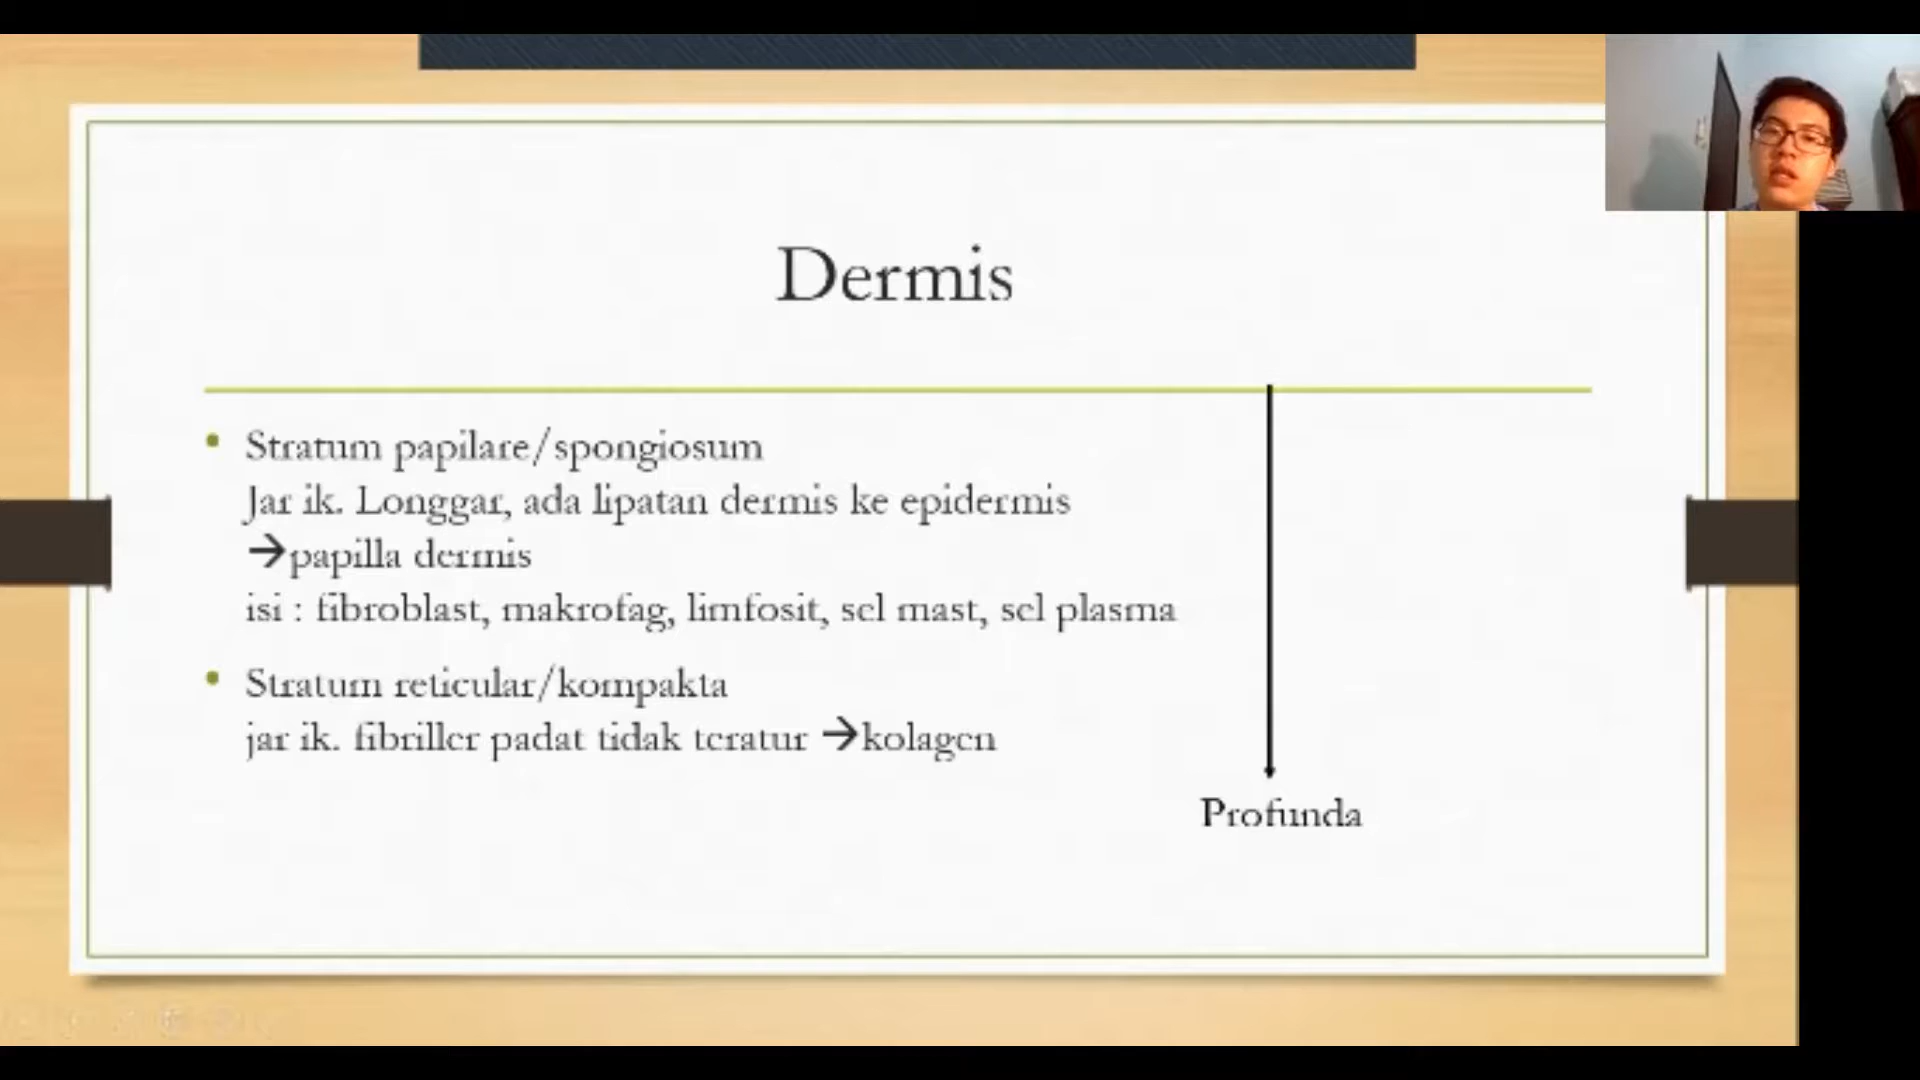 Dermis
• Stratum papilare/spongiosum
Jar ik. Longgar, ada lipatan dermis ke epidermis
→papilla dermis
isi : fibroblast, makrofag, limfosit, sel mast, sel plasma
• Stratum reticular/kompakta
jar ik. fibriller padat tidak teratur →kolagen
Profunda